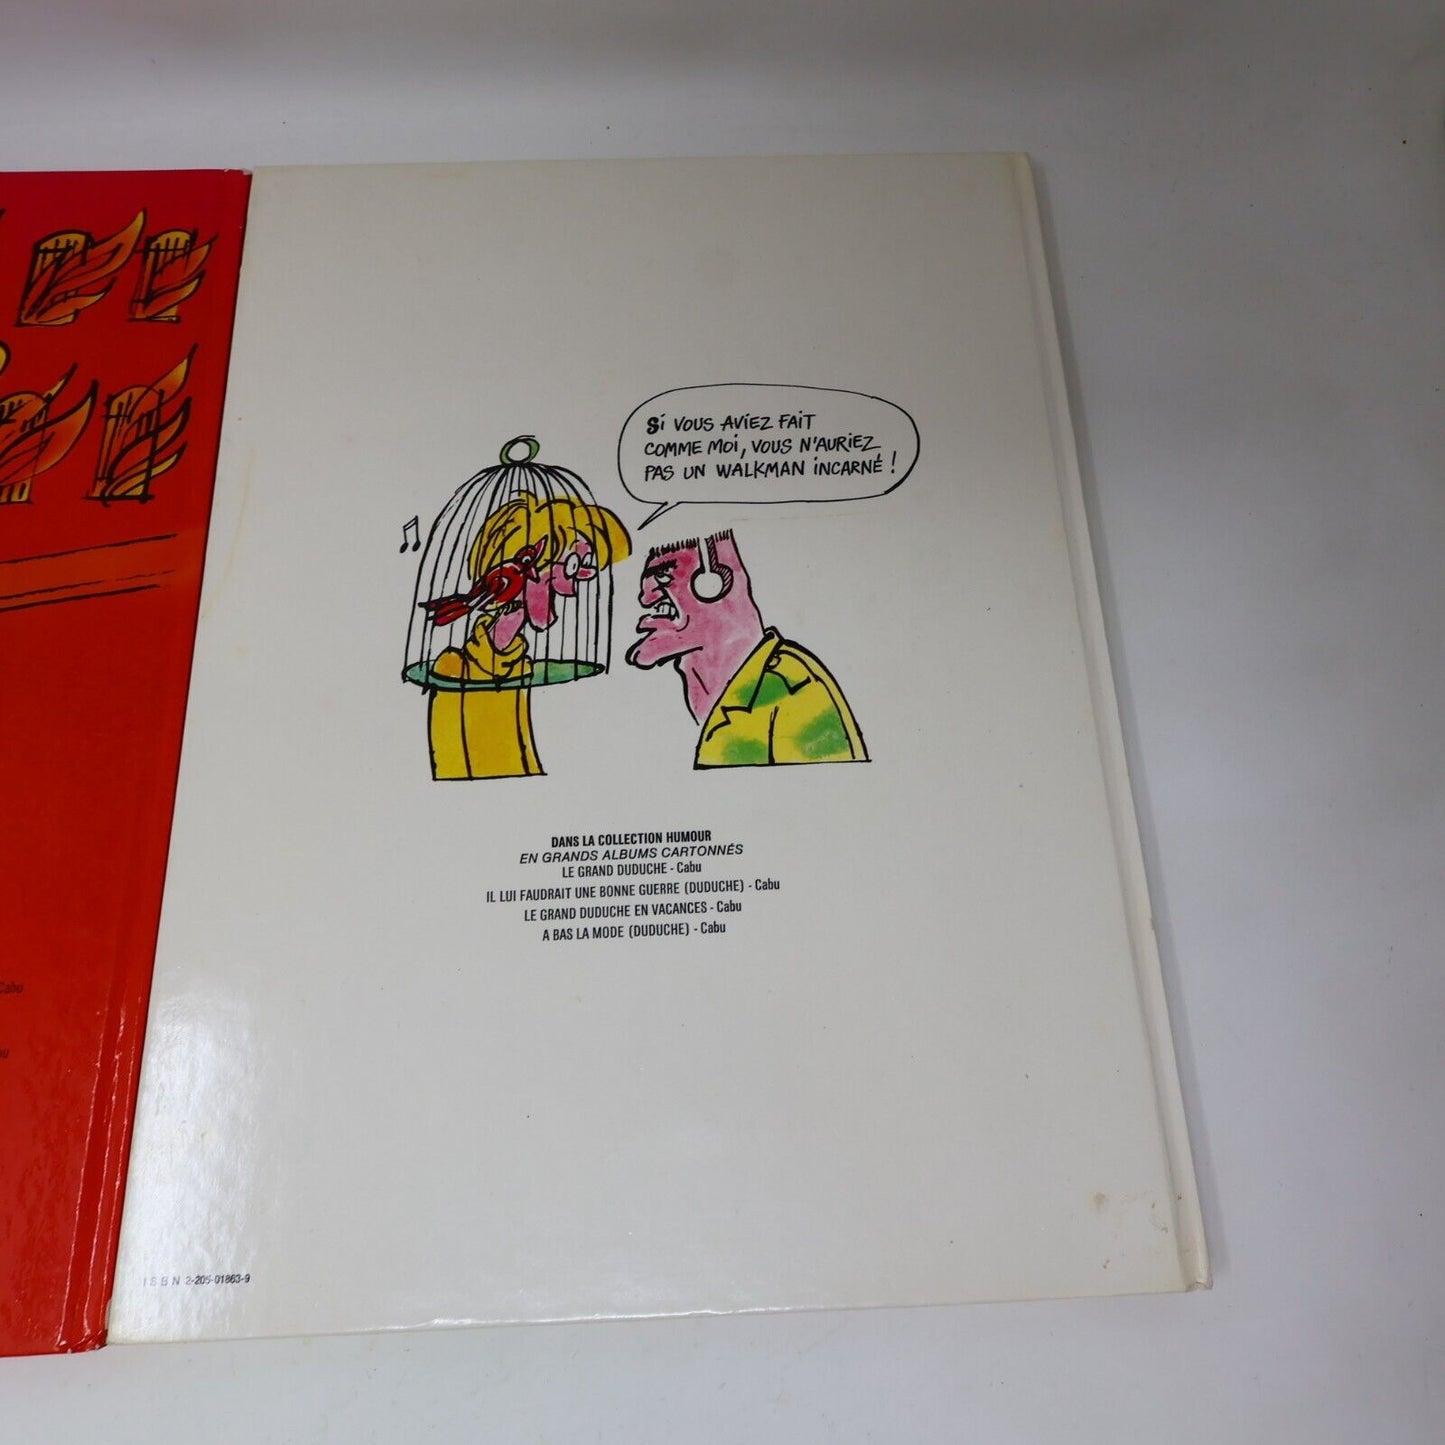 Si VOUS AViEZ FAIT
COMME MOi, VOUS N'AURiEZ
PAS UN WALKMAN iNCARNÉ !
DANS LA COLLECTION HUMOUR
EN GRANDS ALBUMS CARTONNÉS
LE GRAND DUDUCHE - Cabu
IL LUI FAUDRAIT UNE BONNE GUERRE (DUDUCHE) - Cabu
LE GRAND DUDUCHE EN VACANCES - Cabu
A BAS LA MODE (DUDUCHE) - Cabu
Cabu
ISBN 2-205-01863-9